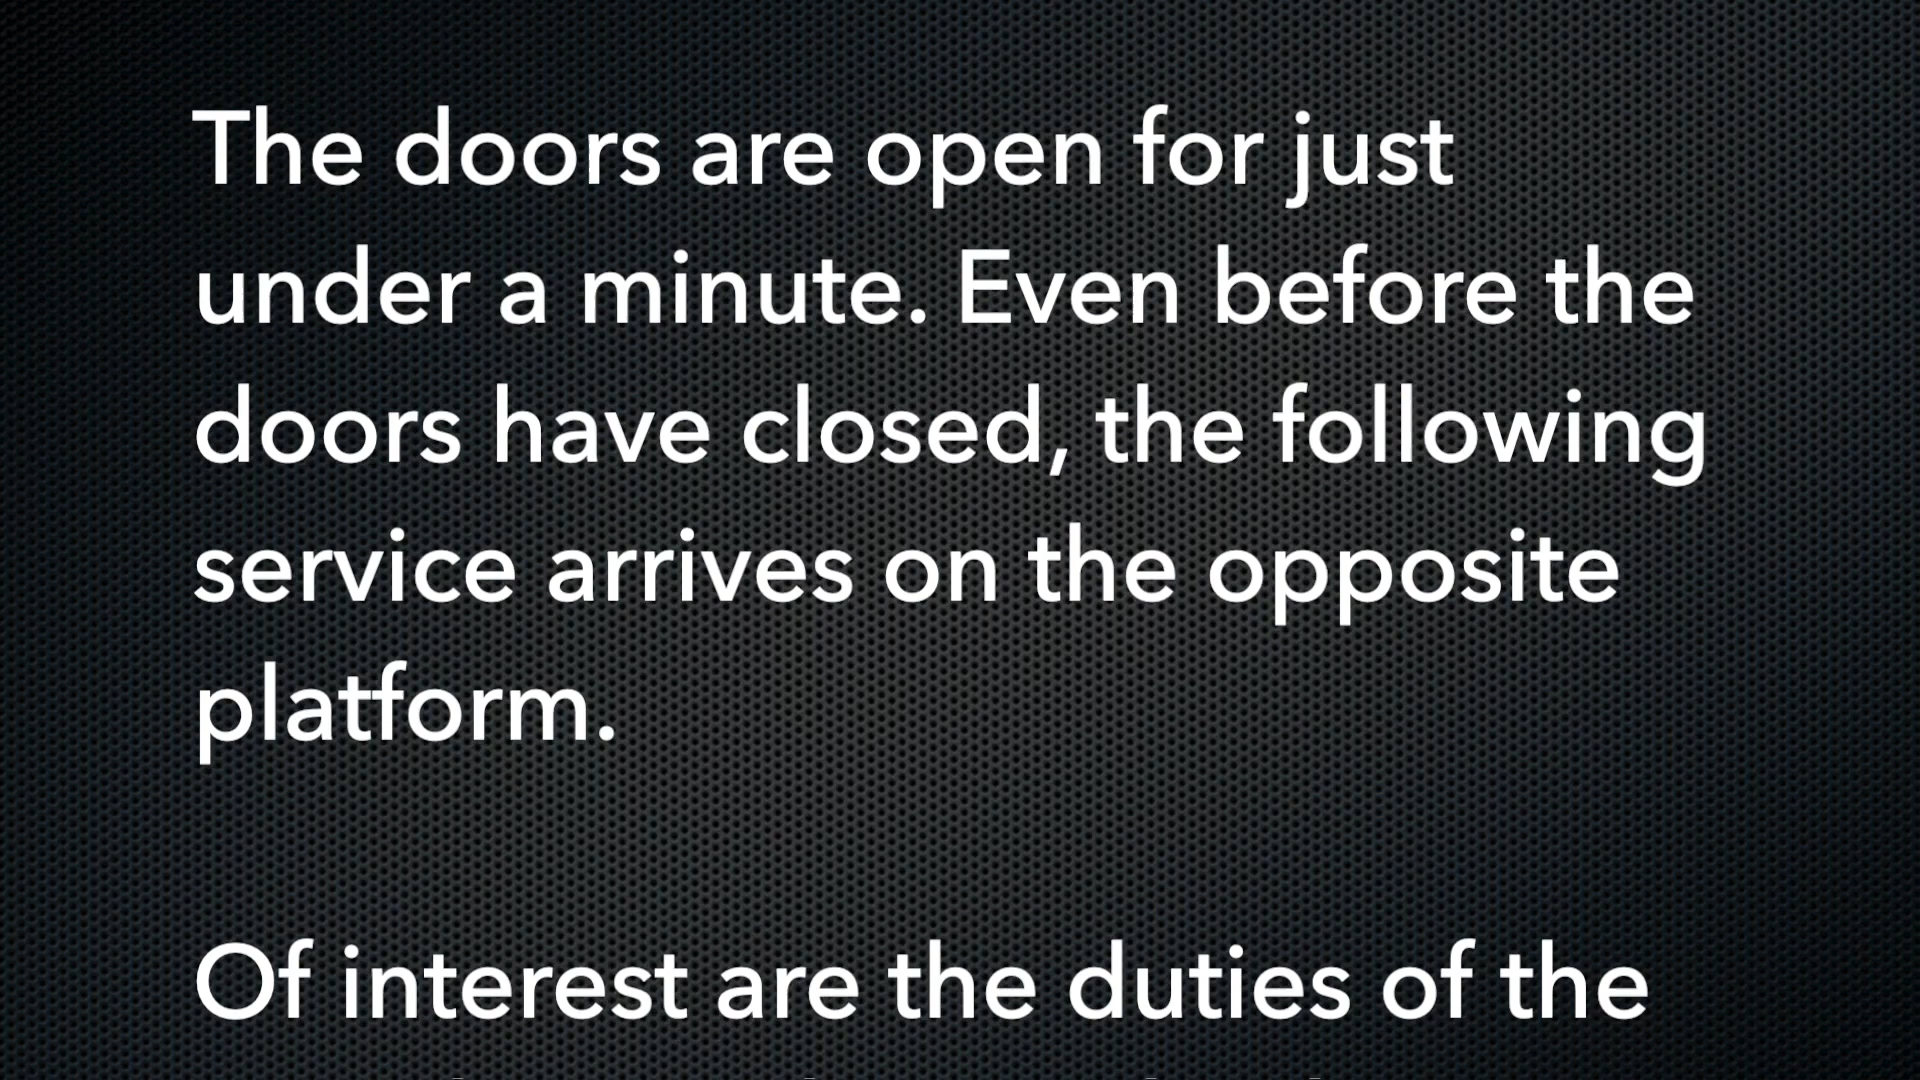 The doors are open for just
under a minute. Even before the
doors have closed, the following
service arrives on the opposite
platform.
Of interest are the duties of the